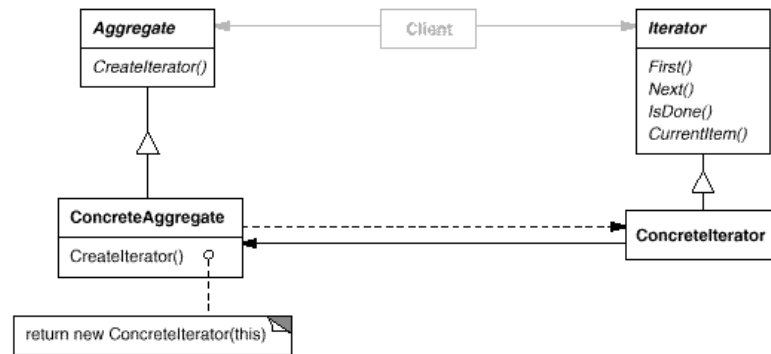 Aggregate
CreateIterator()
Client
Iterator
First()
Next()
IsDone()
CurrentItem()
ConcreteAggregate
CreateIterator()
ConcreteIterator
return new ConcreteIterator(this)